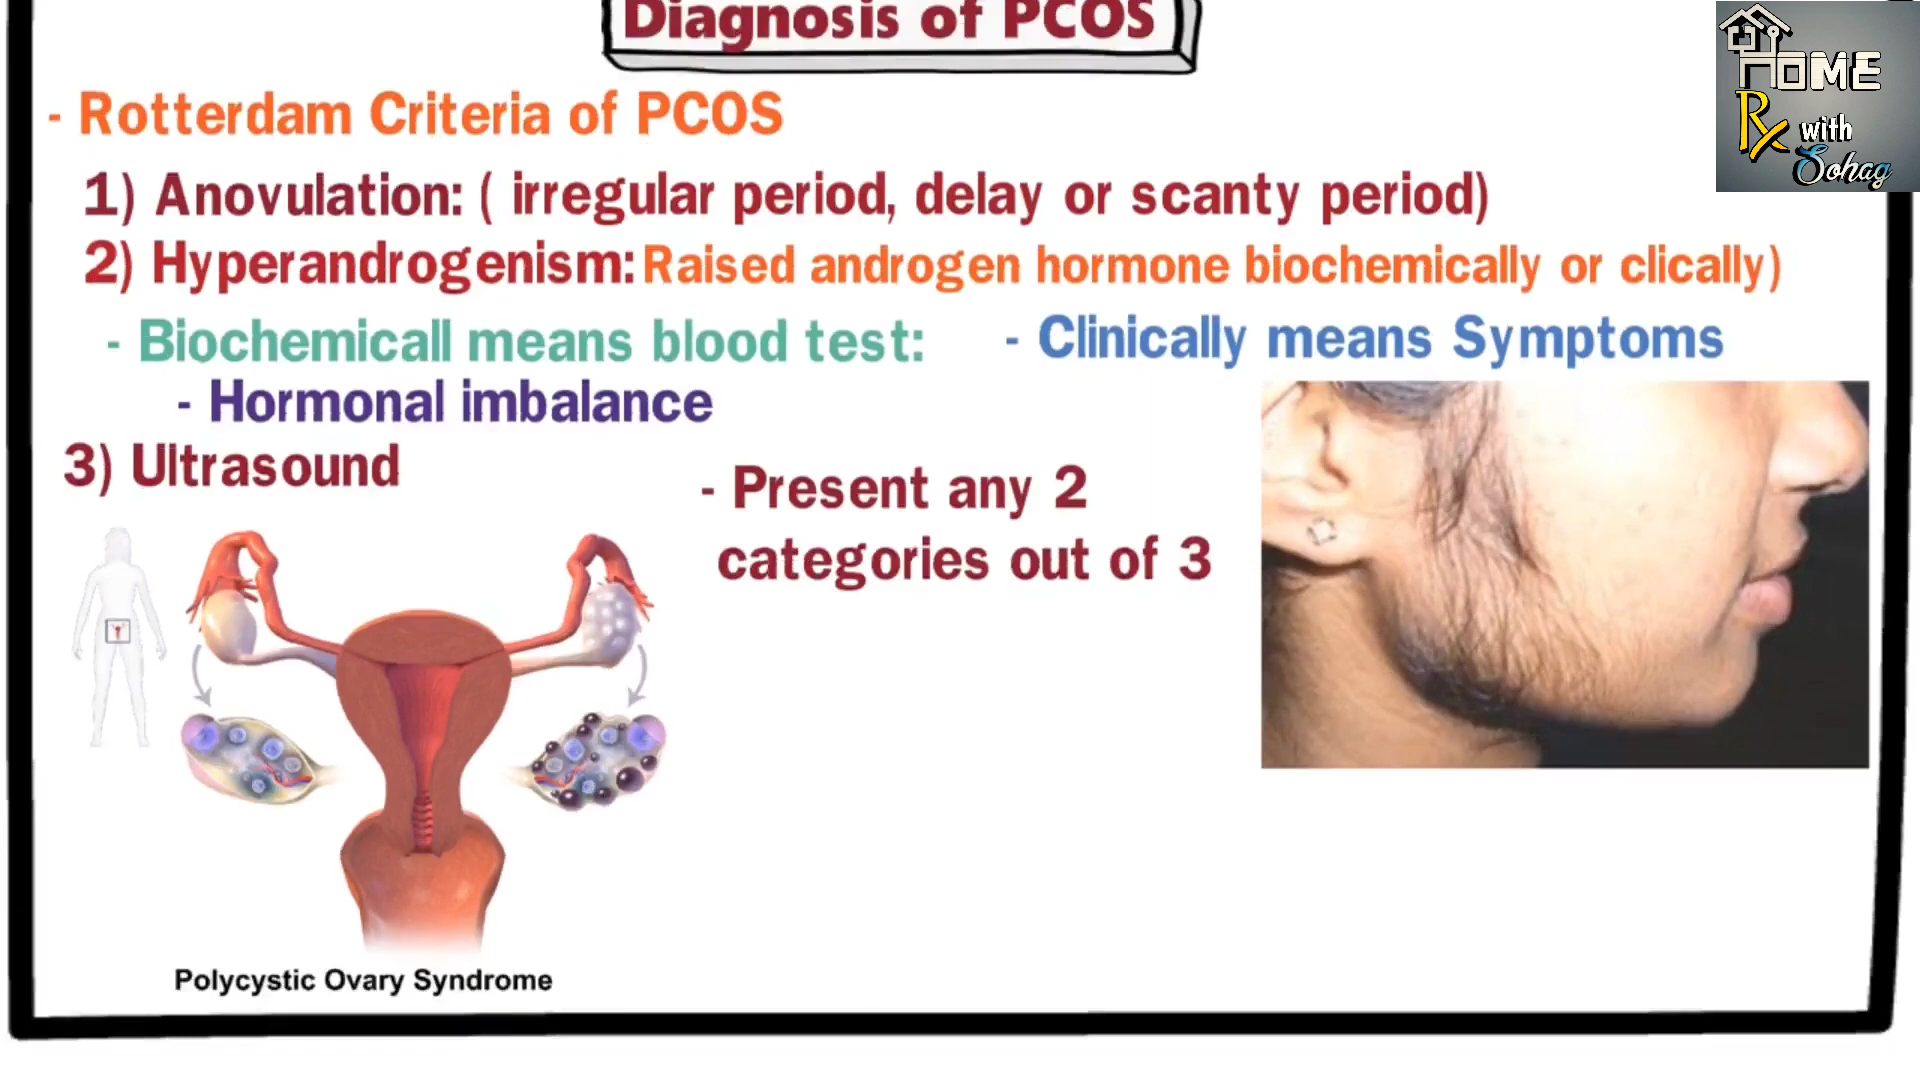 Diagnosis of PCOS
- Rotterdam Criteria of PCOS
1) Anovulation: ( irregular period, delay or scanty period)
2) Hyperandrogenism: Raised androgen hormone biochemically or clically)
- Biochemicall means blood test:
- Clinically means Symptoms
- Hormonal imbalance
3) Ultrasound
- Present any 2
categories out of 3
Polycystic Ovary Syndrome
HOME
Rx with
Sohag